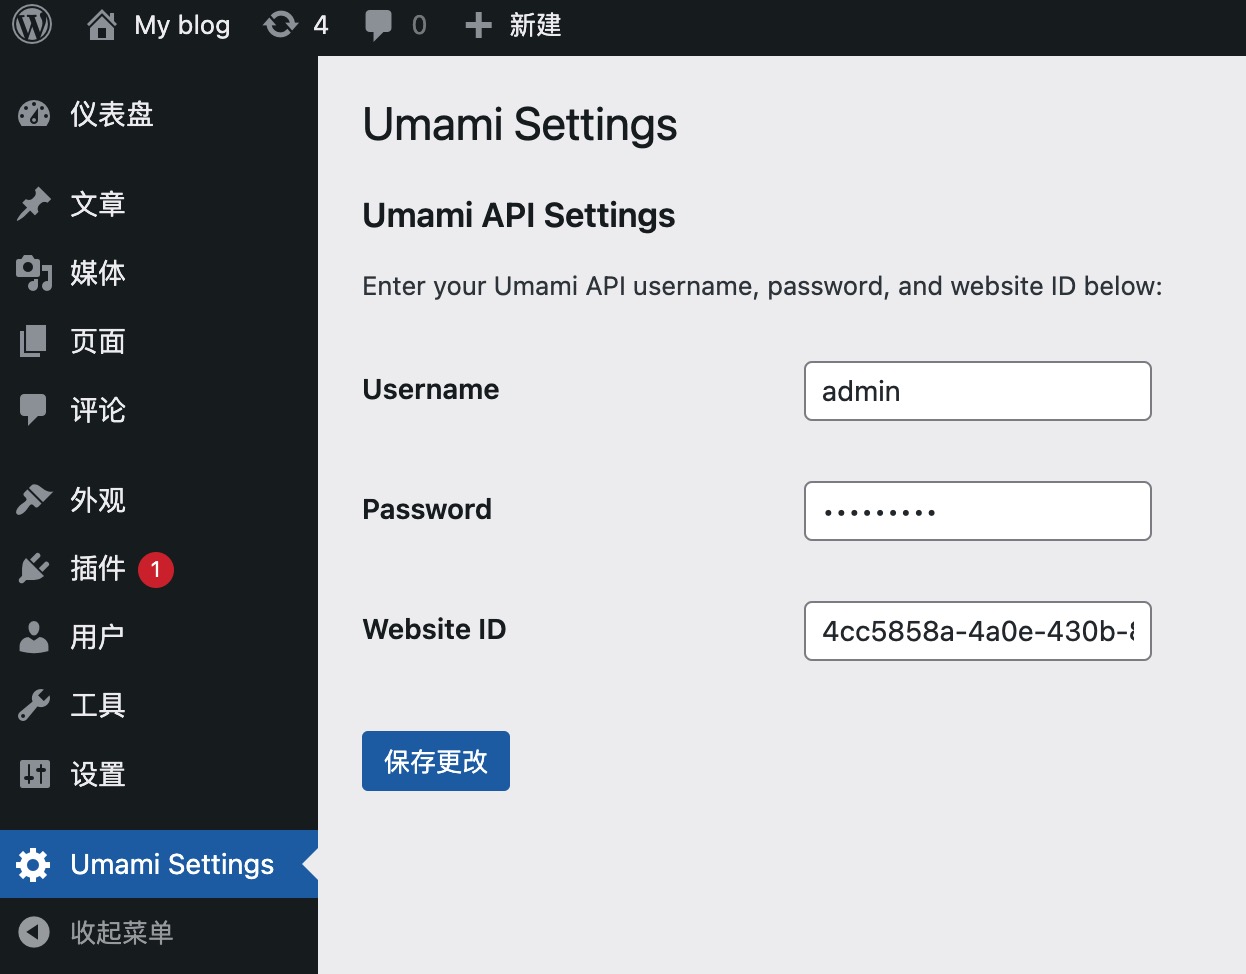 My blog 4 0 新建
仪表盘
文章
媒体
页面
评论
外观
插件 1
用户
工具
设置
Umami Settings
收起菜单
Umami Settings
Umami API Settings
Enter your Umami API username, password, and website ID below:
Username admin
Password •••••••••
Website ID 4cc5858a-4a0e-430b-
保存更改